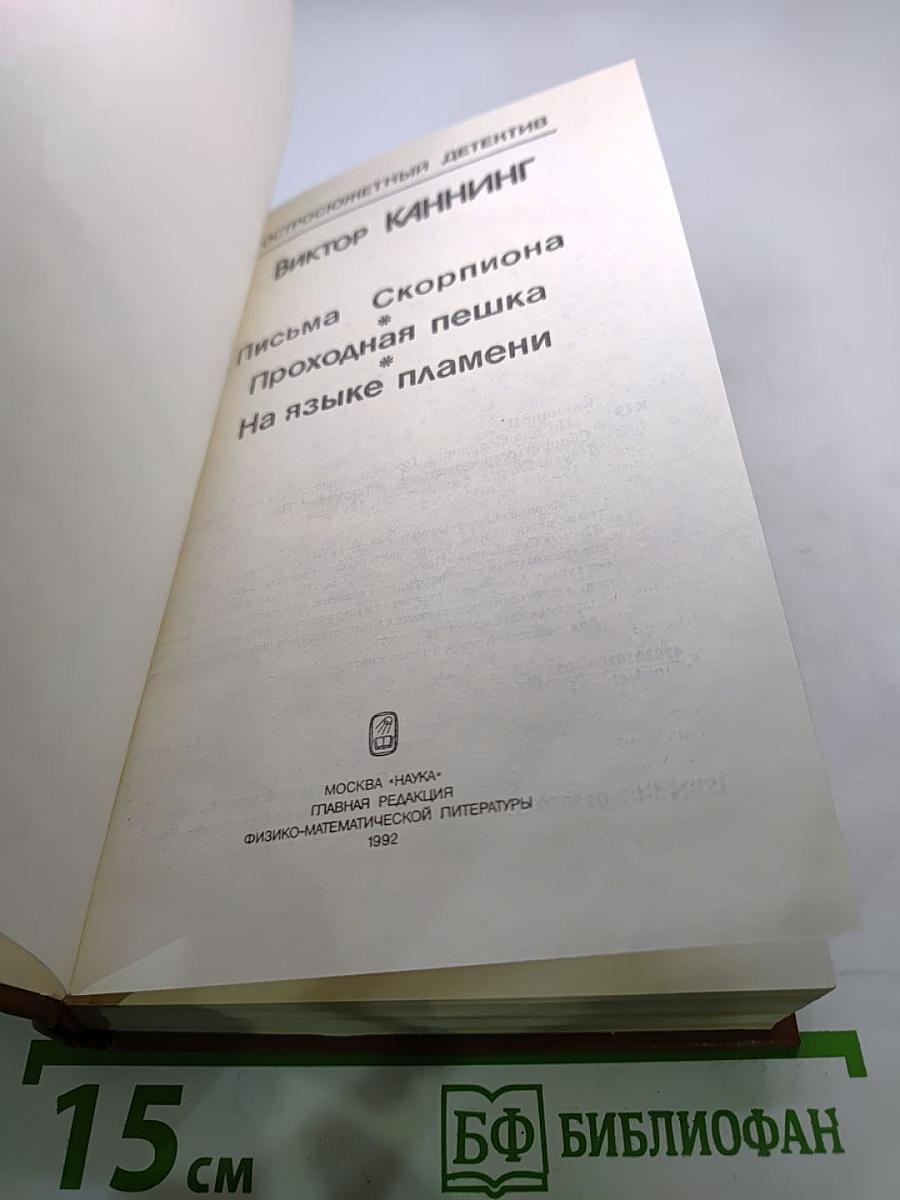 ОСТРОСЮЖЕТНЫЙ ДЕТЕКТИВ
ВИКТОР КАННИНГ
Письма Скорпиона
*
Проходная пешка
*
На языке пламени
МОСКВА «НАУКА»
ГЛАВНАЯ РЕДАКЦИЯ
ФИЗИКО-МАТЕМАТИЧЕСКОЙ ЛИТЕРАТУРЫ
1992
15 см
БФ БИБЛИОФАН